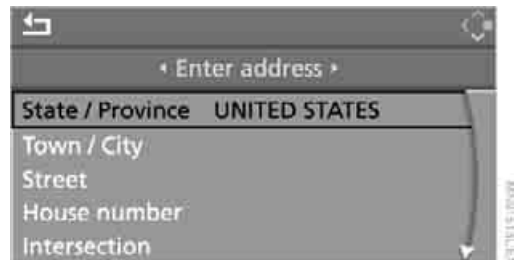 Enter address
State / Province UNITED STATES
Town / City
Street
House number
Intersection